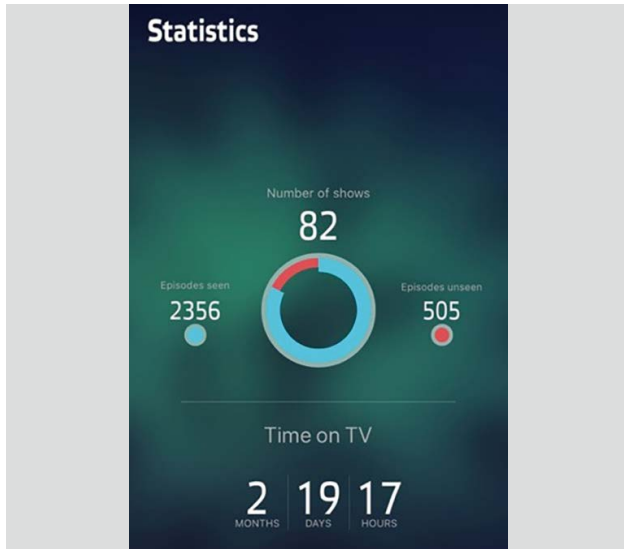 Statistics
Number of shows
82
Episodes seen
2356
Episodes unseen
505
Time on TV
2 19 17
MONTHS DAYS HOURS